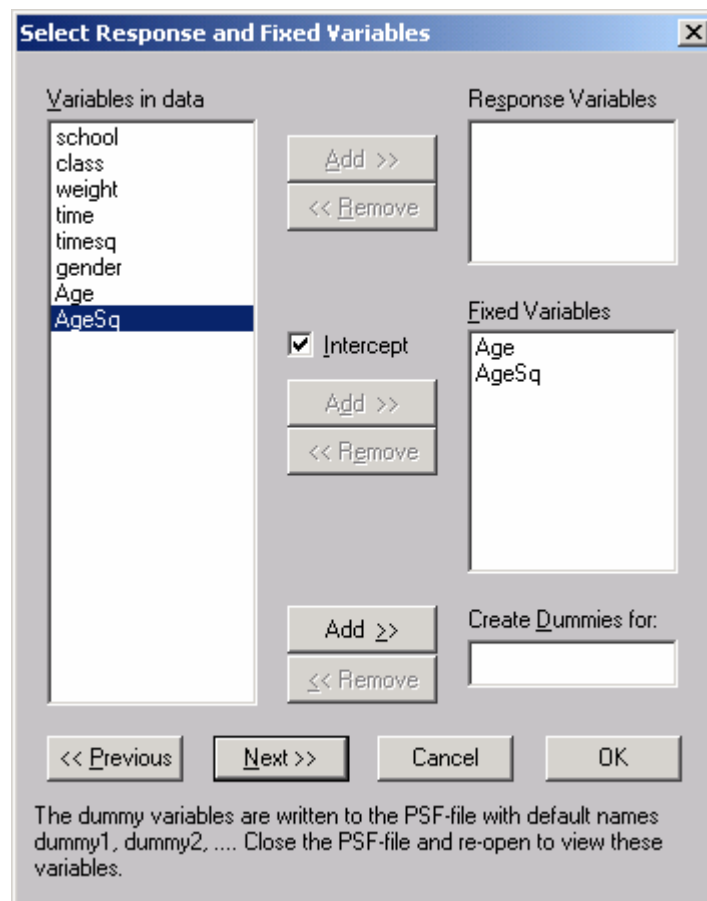 Select Response and Fixed Variables
Variables in data
Response Variables
school
class
weight
time
timesq
gender
Age
AgeSq
Add >>
<< Remove
Intercept
Fixed Variables
Age
AgeSq
Add >>
<< Remove
Add >>
<< Remove
Create Dummies for:
<< Previous
Next >>
Cancel
OK
The dummy variables are written to the PSF-file with default names
dummy1, dummy2, .... Close the PSF-file and re-open to view these
variables.